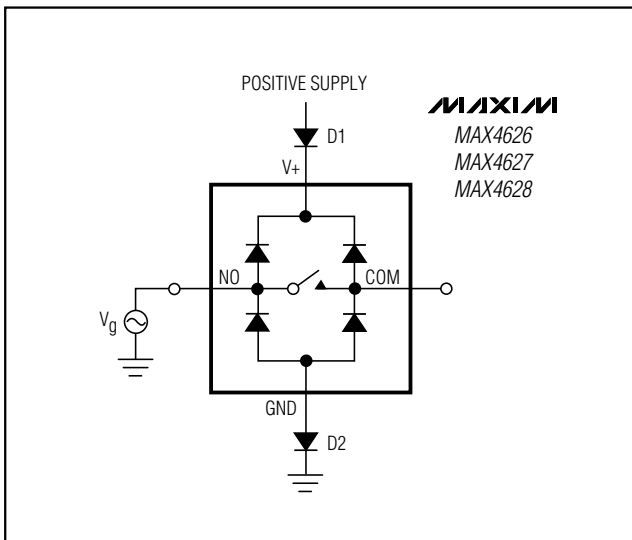 POSITIVE SUPPLY
MAXIM
MAX4626
MAX4627
MAX4628
D1
V+
NO
COM
Vg
GND
D2